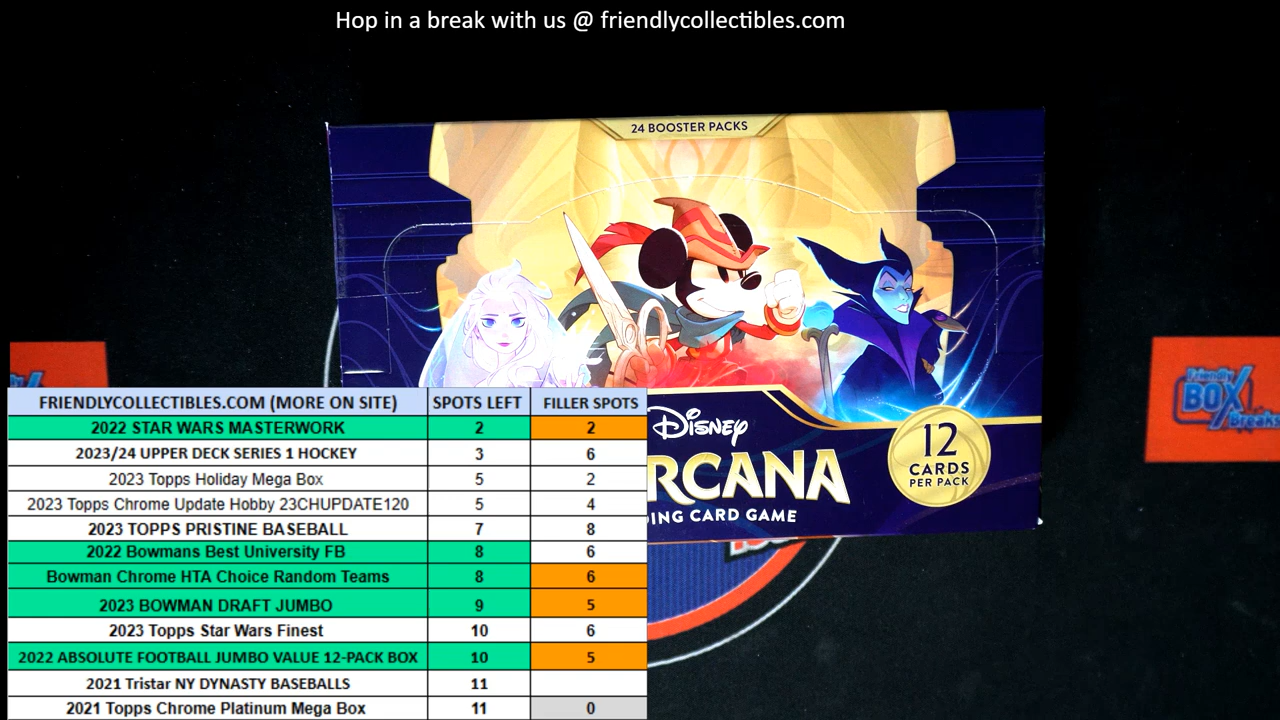 Hop in a break with us @ friendlycollectibles.com
24 BOOSTER PACKS
DISNEY
RCANA
ING CARD GAME
12
CARDS
PER PACK
Friendly
BOX
Breaks
FRIENDLYCOLLECTIBLES.COM (MORE ON SITE) SPOTS LEFT FILLER SPOTS
2022 STAR WARS MASTERWORK 2 2
2023/24 UPPER DECK SERIES 1 HOCKEY 3 6
2023 Topps Holiday Mega Box 5 2
2023 Topps Chrome Update Hobby 23CHUPDATE120 5 4
2023 TOPPS PRISTINE BASEBALL 7 8
2022 Bowmans Best University FB 8 6
Bowman Chrome HTA Choice Random Teams 8 6
2023 BOWMAN DRAFT JUMBO 9 5
2023 Topps Star Wars Finest 10 6
2022 ABSOLUTE FOOTBALL JUMBO VALUE 12-PACK BOX 10 5
2021 Tristar NY DYNASTY BASEBALLS 11
2021 Topps Chrome Platinum Mega Box 11 0